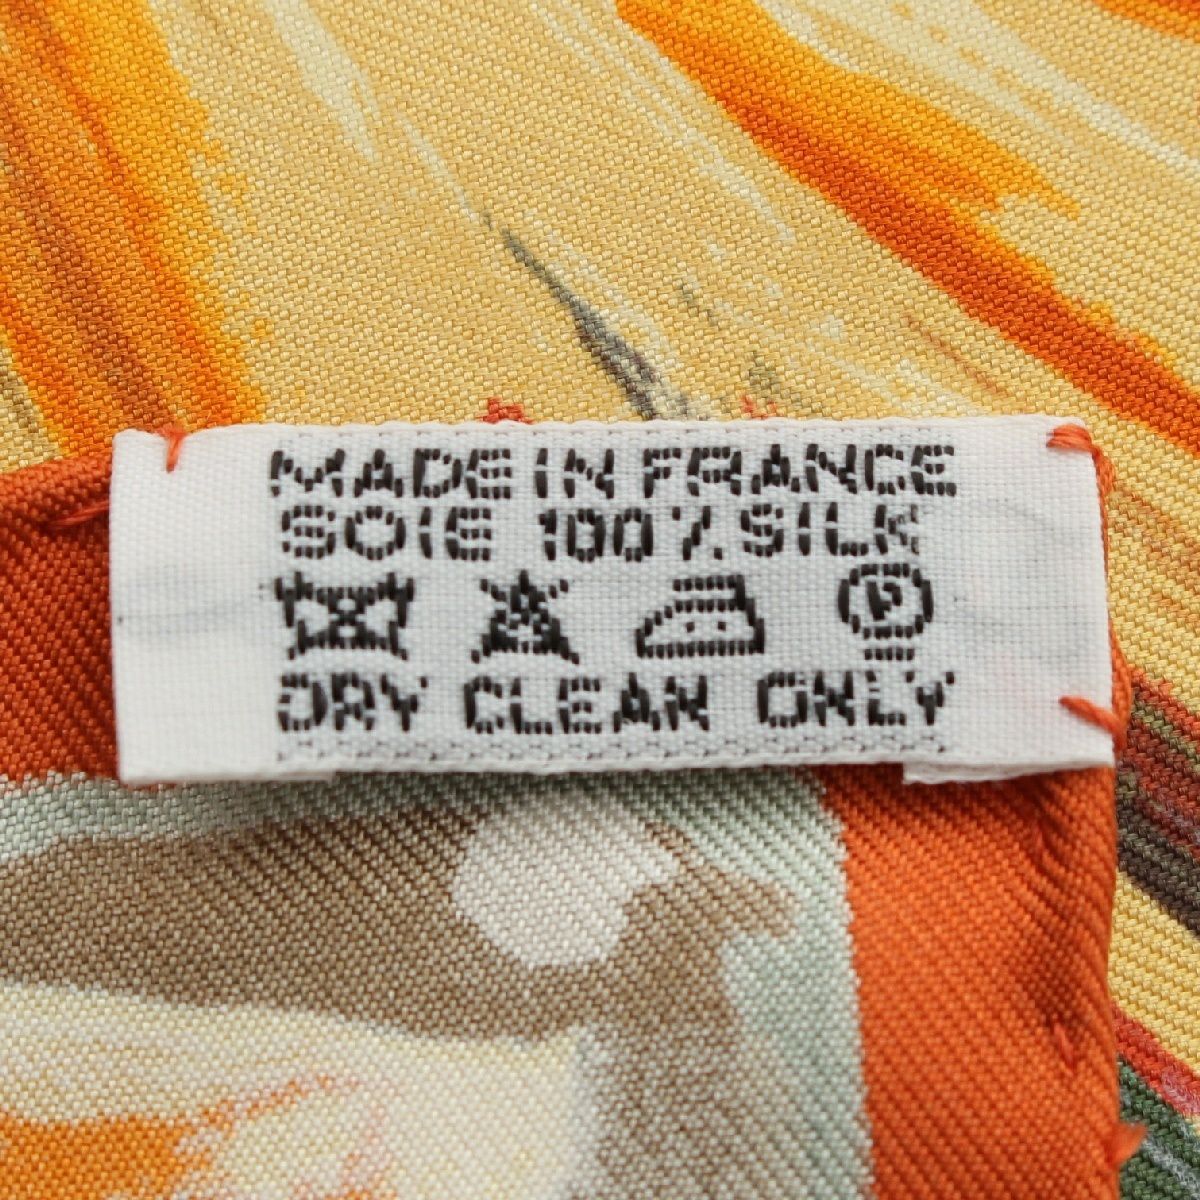 MADE IN FRANCE
SOIE 100% SILK
P
DRY CLEAN ONLY